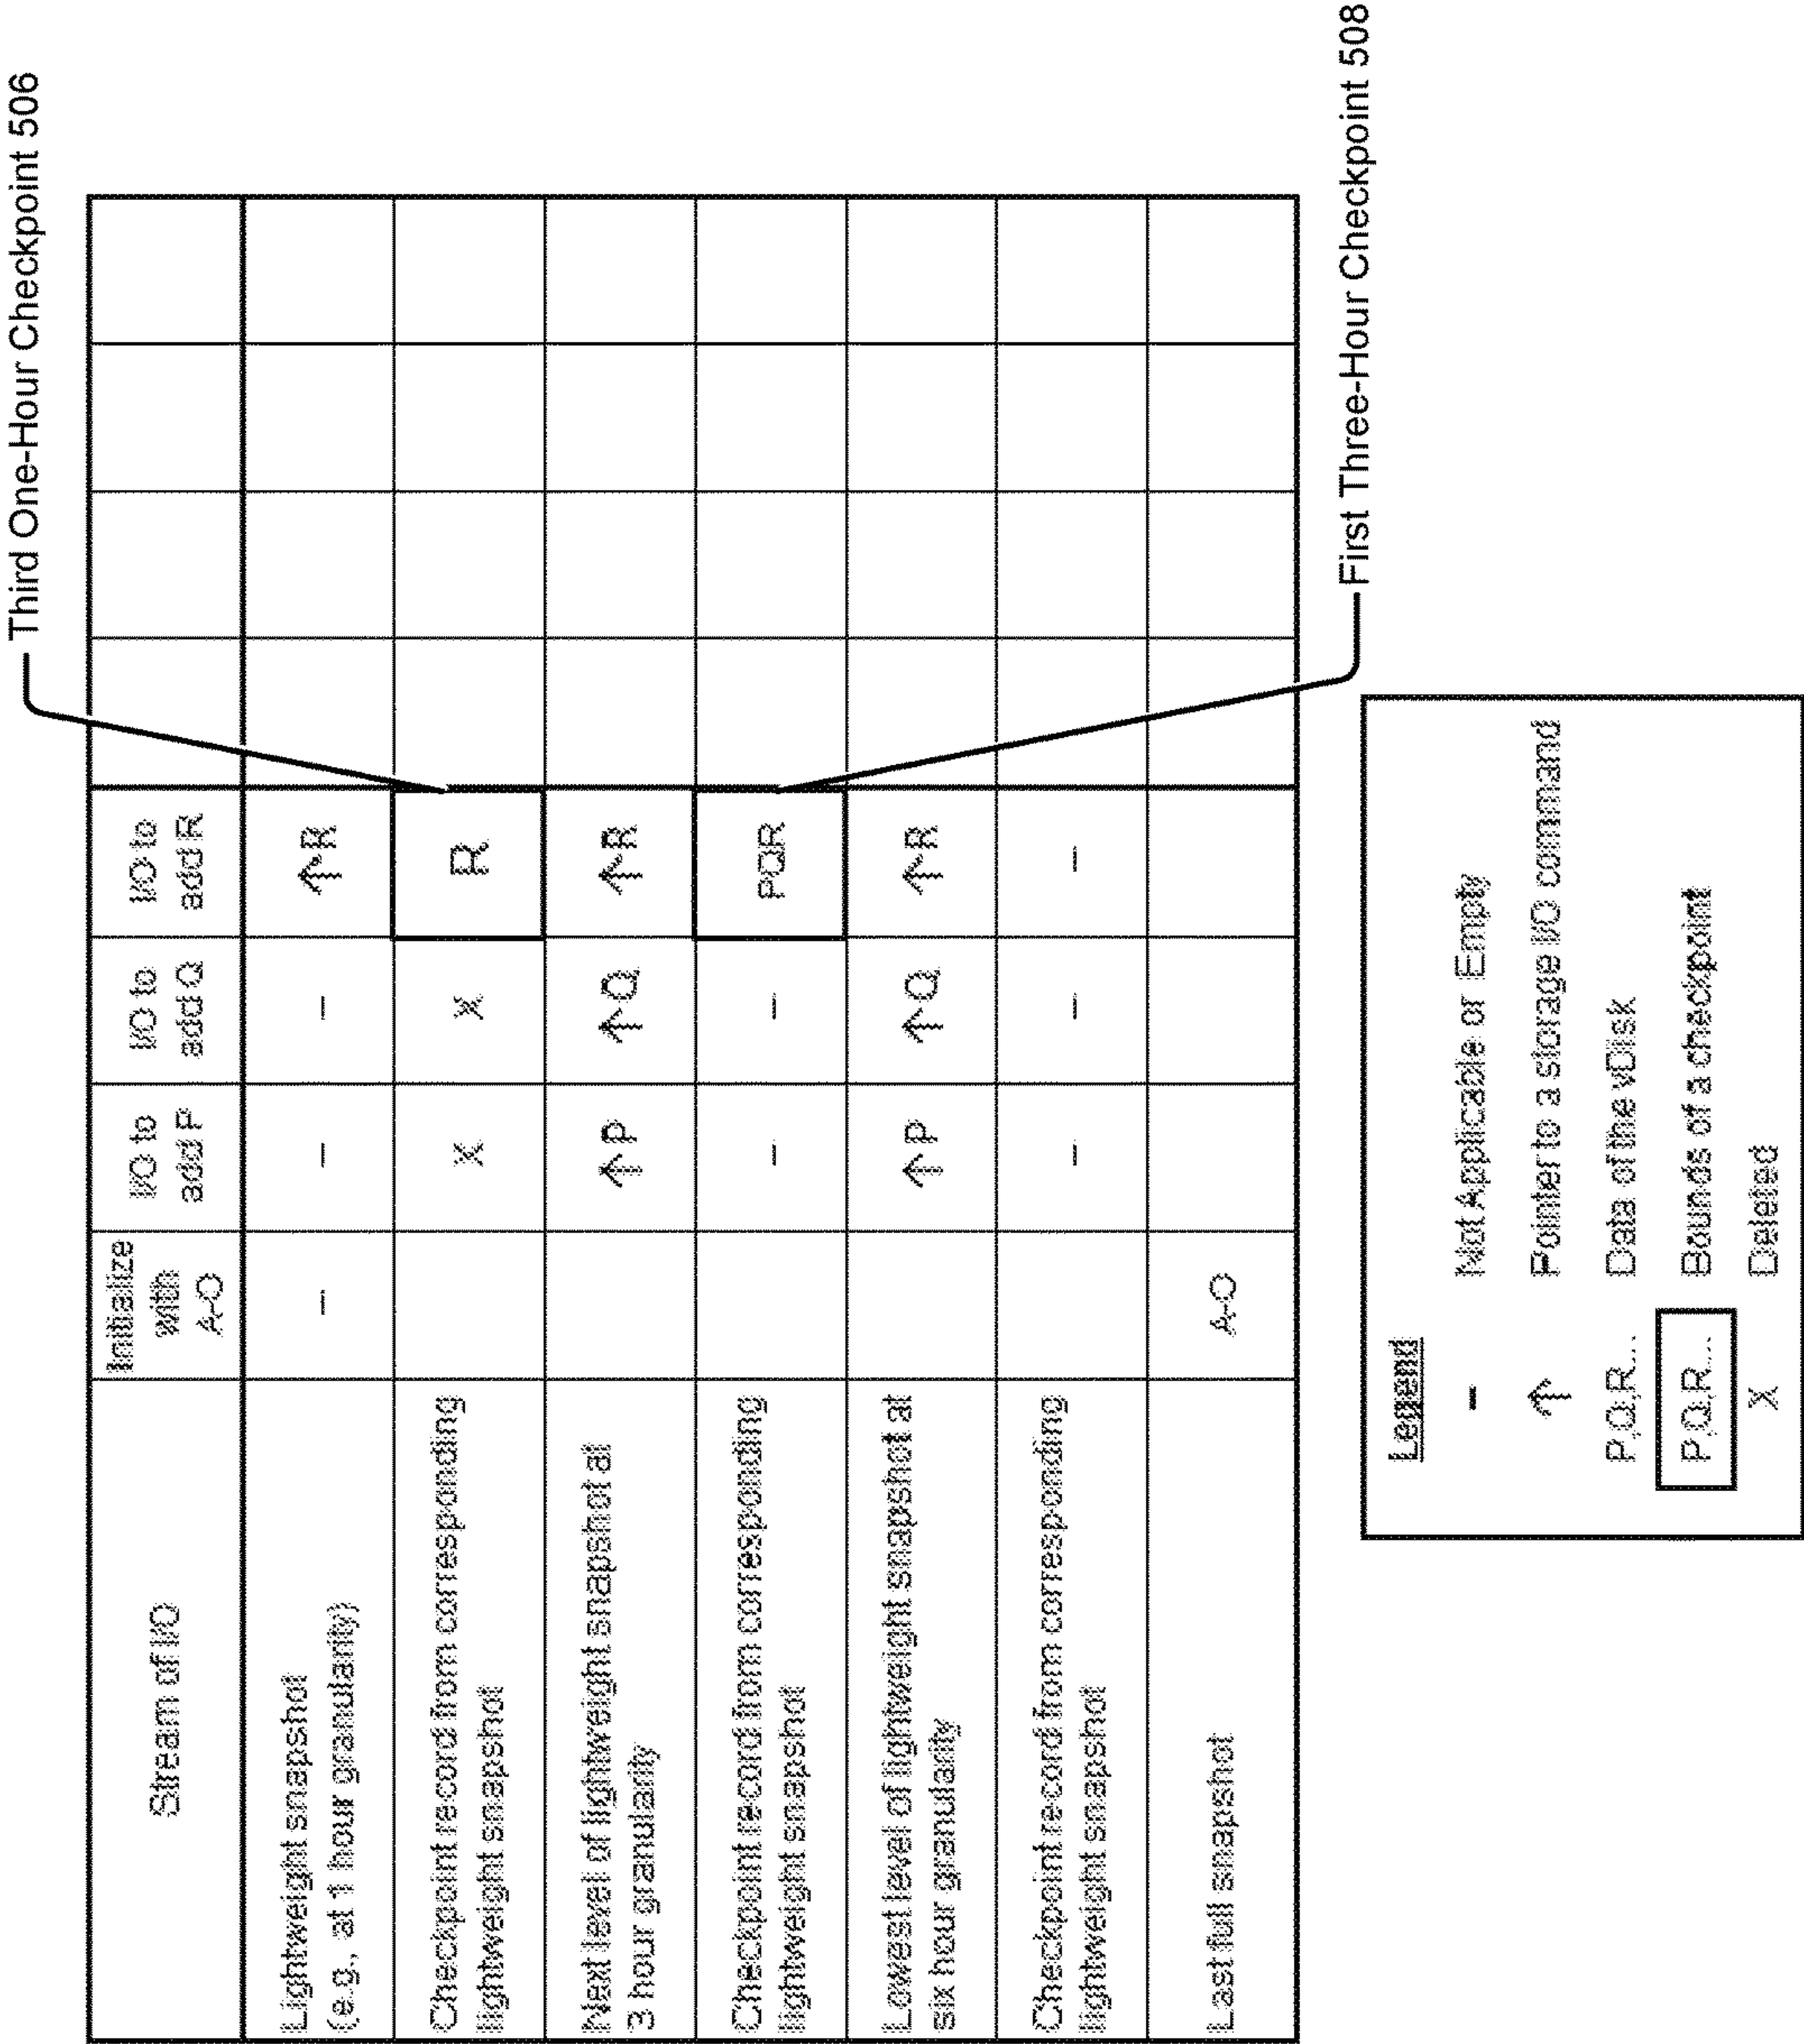 Third One-Hour Checkpoint 506
Stream of I/O
Initialize
with
A-O
I/O to
add P
I/O to
add Q
I/O to
add R
Lightweight snapshot
(e.g., at 1 hour granularity)
–
–
–
↑R
Checkpoint record from corresponding
lightweight snapshot
x
x
R
Next level of lightweight snapshot at
3 hour granularity
↑P
↑Q
↑R
Checkpoint record from corresponding
lightweight snapshot
–
–
PQR
Lowest level of lightweight snapshot at
six hour granularity
↑P
↑Q
↑R
Checkpoint record from corresponding
lightweight snapshot
–
–
–
Last full snapshot
A-O
First Three-Hour Checkpoint 508
Legend
– Not Applicable or Empty
↑ Pointer to a storage I/O command
P,Q,R... Data of the vDisk
P,Q,R... Bounds of a checkpoint
X Deleted